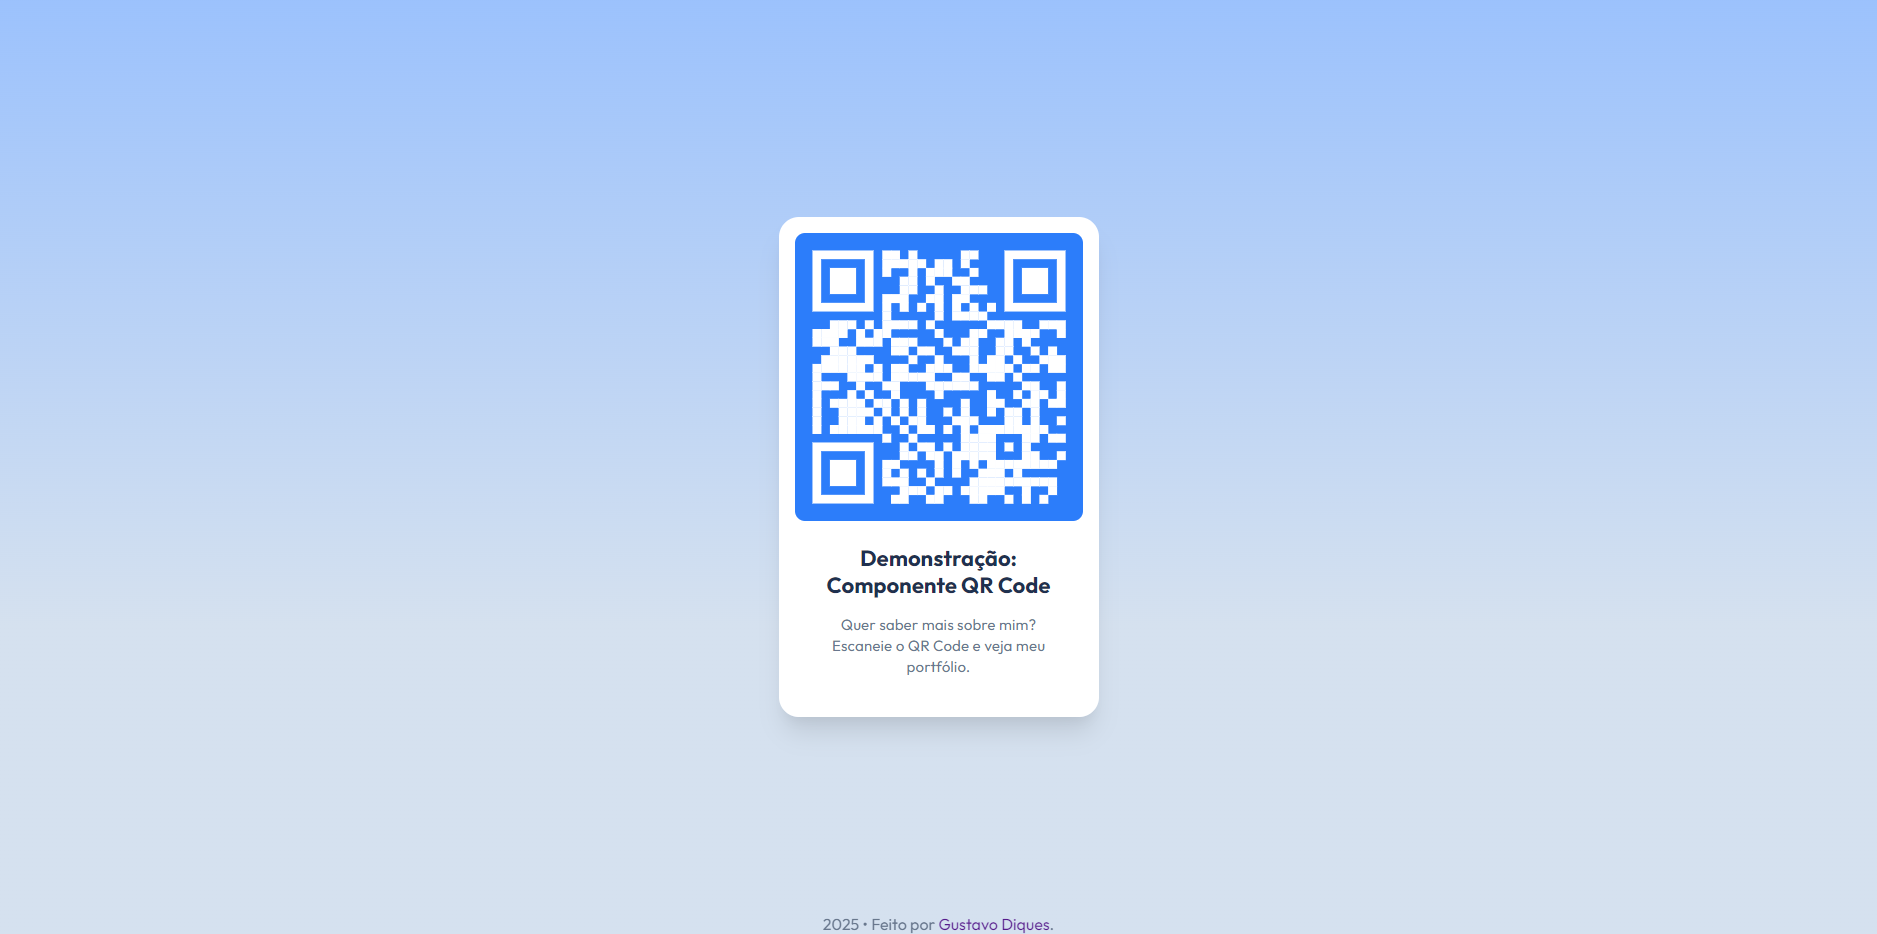 Demonstração:
Componente QR Code
Quer saber mais sobre mim?
Escaneie o QR Code e veja meu
portfólio.
2025 • Feito por Gustavo Diques.